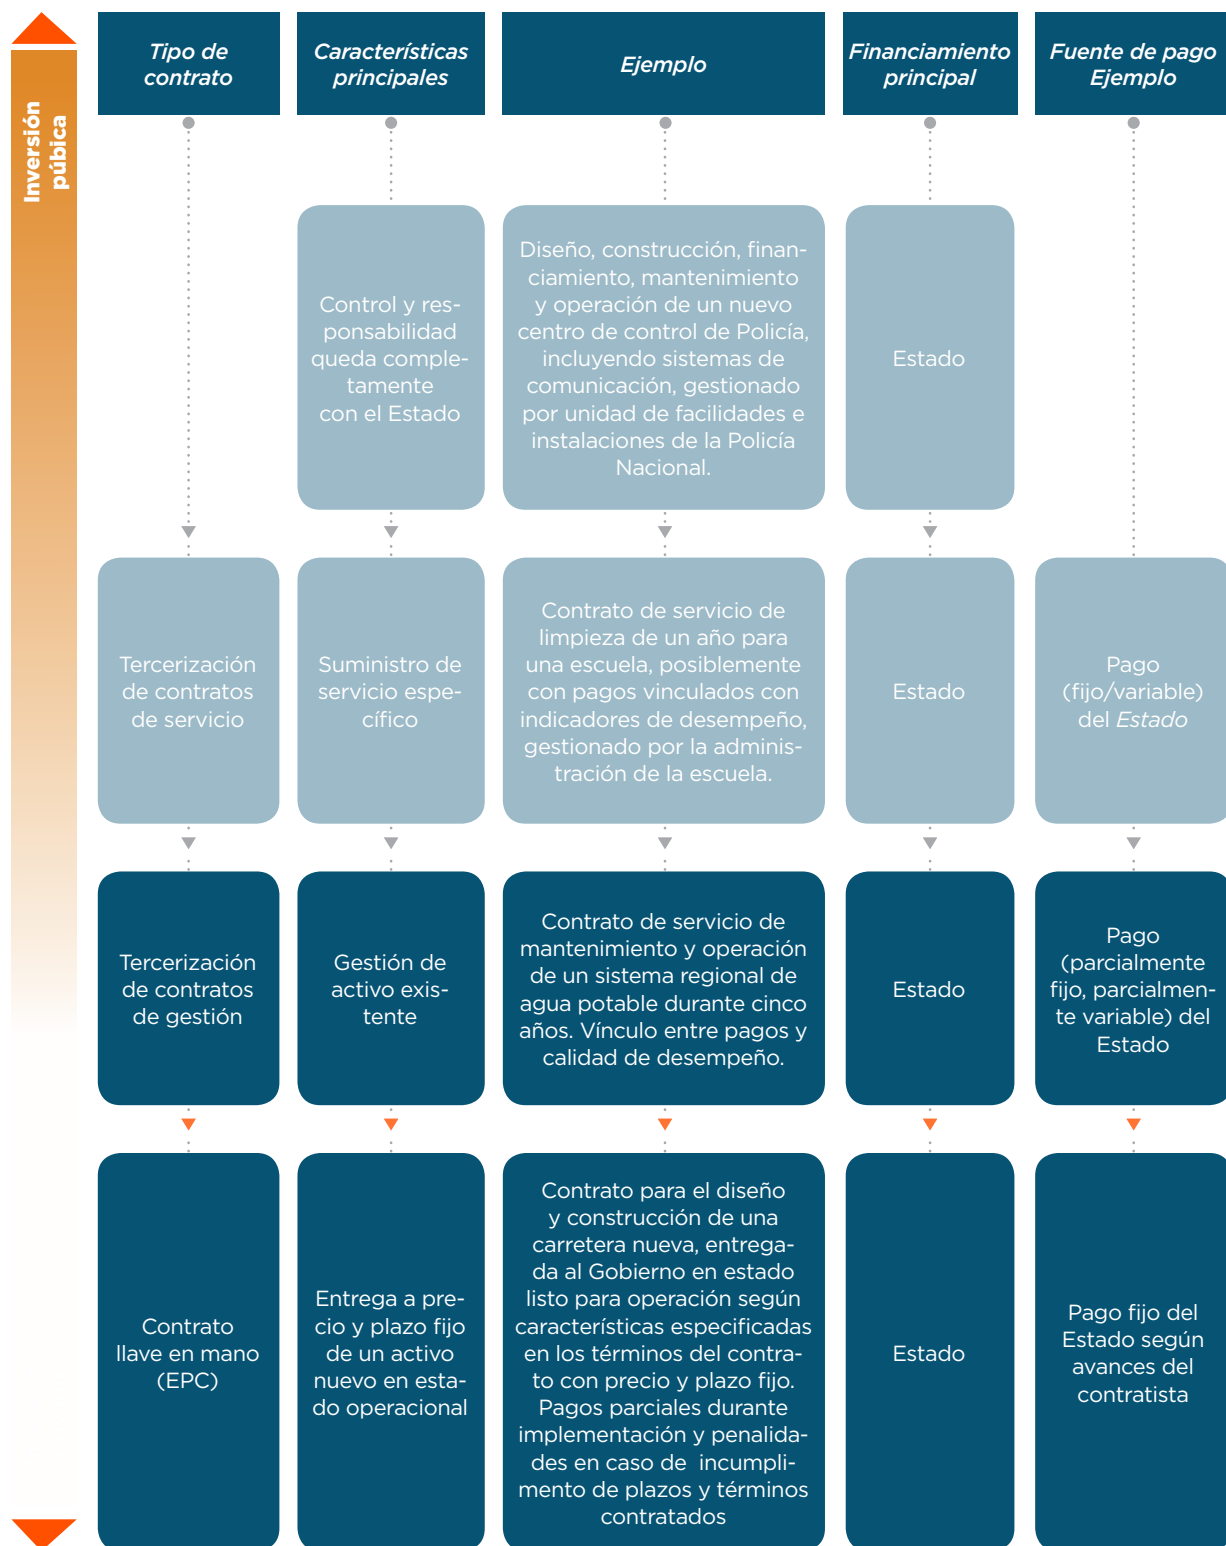 Inversión
púbica
Tipo de
contrato
Características
principales
Ejemplo
Financiamiento
principal
Fuente de pago
Ejemplo
Control y res-
ponsabilidad
queda comple-
tamente
con el Estado
Diseño, construcción, finan-
ciamiento, mantenimiento
y operación de un nuevo
centro de control de Policía,
incluyendo sistemas de
comunicación, gestionado
por unidad de facilidades e
instalaciones de la Policía
Nacional.
Estado
Tercerización
de contratos
de servicio
Suministro de
servicio espe-
cífico
Contrato de servicio de
limpieza de un año para
una escuela, posiblemente
con pagos vinculados con
indicadores de desempeño,
gestionado por la adminis-
tración de la escuela.
Estado
Pago
(fijo/variable)
del Estado
Tercerización
de contratos
de gestión
Gestión de
activo exis-
tente
Contrato de servicio de
mantenimiento y operación
de un sistema regional de
agua potable durante cinco
años. Vínculo entre pagos y
calidad de desempeño.
Estado
Pago
(parcialmente
fijo, parcialmen-
te variable) del
Estado
Contrato
llave en mano
(EPC)
Entrega a pre-
cio y plazo fijo
de un activo
nuevo en esta-
do operacional
Contrato para el diseño
y construcción de una
carretera nueva, entrega-
da al Gobierno en estado
listo para operación según
características especificadas
en los términos del contra-
to con precio y plazo fijo.
Pagos parciales durante
implementación y penalida-
des en caso de incumpli-
mento de plazos y términos
contratados
Estado
Pago fijo del
Estado según
avances del
contratista